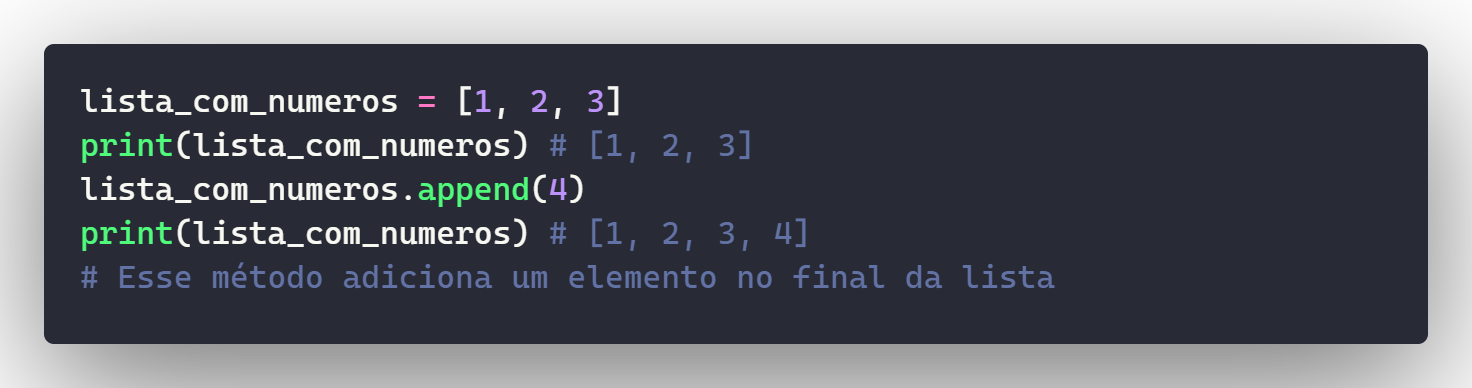 lista_com_numeros = [1, 2, 3]
print(lista_com_numeros) # [1, 2, 3]
lista_com_numeros.append(4)
print(lista_com_numeros) # [1, 2, 3, 4]
# Esse método adiciona um elemento no final da lista